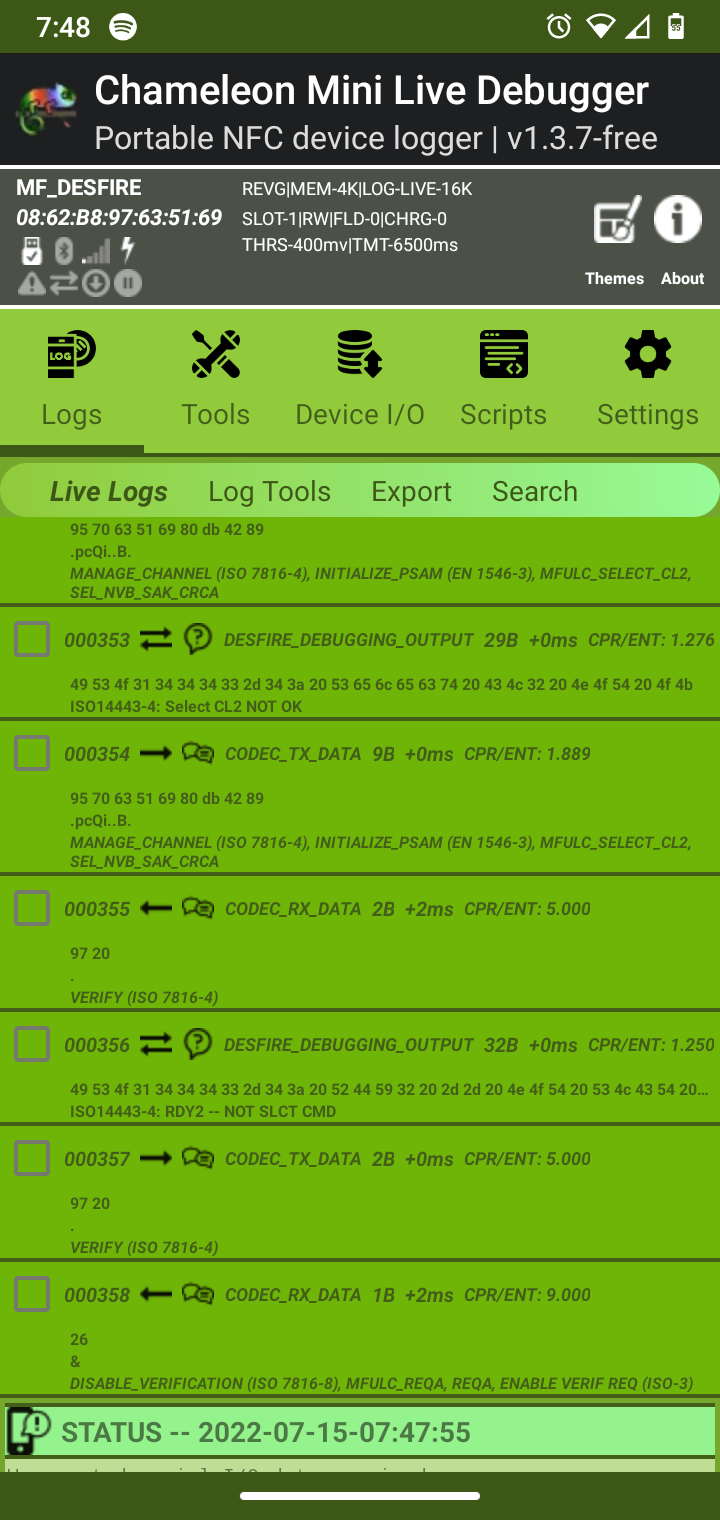 7:48
55
Chameleon Mini Live Debugger
Portable NFC device logger | v1.3.7-free
MF_DESFIRE
REVG|MEM-4K|LOG-LIVE-16K
08:62:B8:97:63:51:69
SLOT-1|RW|FLD-0|CHRG-0
THRS-400mv|TMT-6500ms
Themes
About
LOG
Logs
Tools
Device I/O
Scripts
Settings
Live Logs
Log Tools
Export
Search
95 70 63 51 69 80 db 42 89
.pcQi..B.
MANAGE_CHANNEL (ISO 7816-4), INITIALIZE_PSAM (EN 1546-3), MFULC_SELECT_CL2,
SEL_NVB_SAK_CRCA
000353 DESFIRE_DEBUGGING_OUTPUT 29B +0ms CPR/ENT: 1.276
49 53 4f 31 34 34 34 33 2d 34 3a 20 53 65 6c 65 63 74 20 43 4c 32 20 4e 4f 54 20 4f 4b
ISO14443-4: Select CL2 NOT OK
000354 CODEC_TX_DATA 9B +0ms CPR/ENT: 1.889
95 70 63 51 69 80 db 42 89
.pcQi..B.
MANAGE_CHANNEL (ISO 7816-4), INITIALIZE_PSAM (EN 1546-3), MFULC_SELECT_CL2,
SEL_NVB_SAK_CRCA
000355 CODEC_RX_DATA 2B +2ms CPR/ENT: 5.000
97 20
.
VERIFY (ISO 7816-4)
000356 DESFIRE_DEBUGGING_OUTPUT 32B +0ms CPR/ENT: 1.250
49 53 4f 31 34 34 34 33 2d 34 3a 20 52 44 59 32 20 2d 2d 20 4e 4f 54 20 53 4c 43 54 20...
ISO14443-4: RDY2 -- NOT SLCT CMD
000357 CODEC_TX_DATA 2B +0ms CPR/ENT: 5.000
97 20
.
VERIFY (ISO 7816-4)
000358 CODEC_RX_DATA 1B +2ms CPR/ENT: 9.000
26
&
DISABLE_VERIFICATION (ISO 7816-8), MFULC_REQA, REQA, ENABLE VERIF REQ (ISO-3)
STATUS -- 2022-07-15-07:47:55